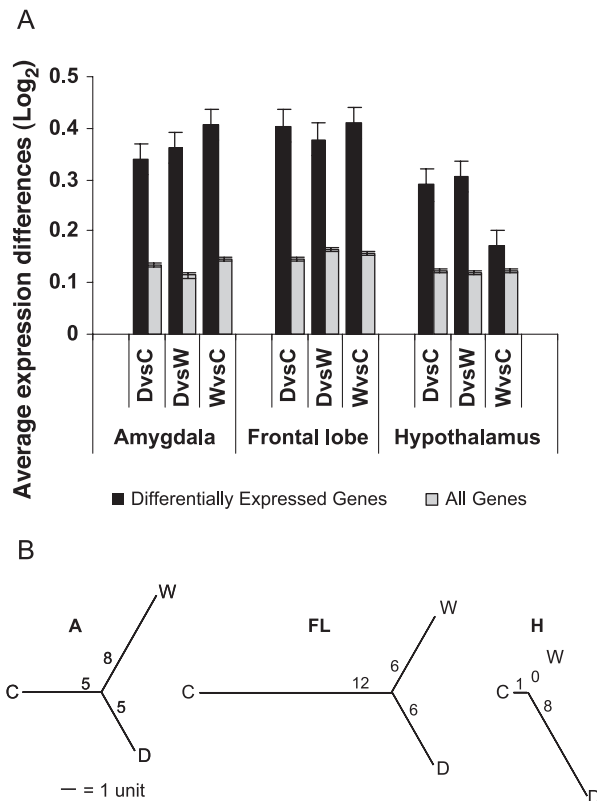 A
Average expression differences (Log2)
0.5
0.4
0.3
0.2
0.1
0
DvsC
DvsW
WvsC
DvsC
DvsW
WvsC
DvsC
DvsW
WvsC
Amygdala
Frontal lobe
Hypothalamus
Differentially Expressed Genes
All Genes
B
A
W
8
C
5
5
D
= 1 unit
FL
W
6
C
12
6
D
H
W
C
1
0
8
D